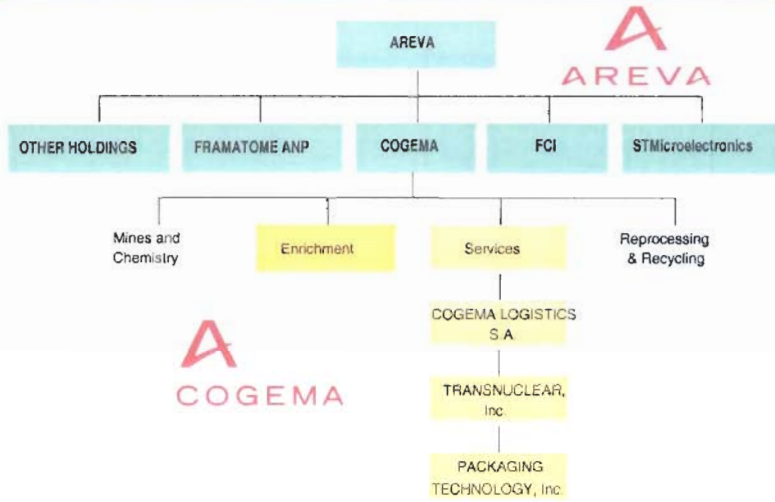 AREVA
AREVA
OTHER HOLDINGS
FRAMATOME ANP
COGEMA
FCI
STMicroelectronics
Mines and
Chemistry
Enrichment
Services
Reprocessing
& Recycling
COGEMA LOGISTICS
S.A.
COGEMA
TRANSNUCLEAR,
Inc.
PACKAGING
TECHNOLOGY, Inc.